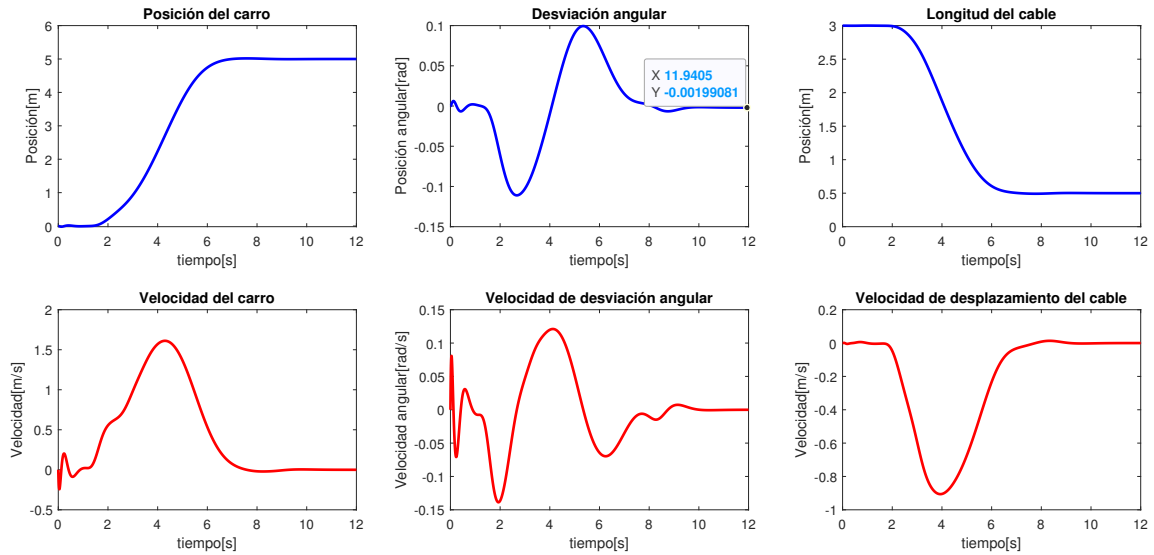 Posición del carro
6
5
4
3
2
1
0
0 2 4 6 8 10 12
Posición[m]
tiempo[s]
Desviación angular
0.1
0.05
0
-0.05
-0.1
-0.15
0 2 4 6 8 10 12
Posición angular[rad]
tiempo[s]
X 11.9405
Y -0.00199081
Longitud del cable
3
2.5
2
1.5
1
0.5
0
0 2 4 6 8 10 12
Posición[m]
tiempo[s]
Velocidad del carro
2
1.5
1
0.5
0
-0.5
0 2 4 6 8 10 12
Velocidad[m/s]
tiempo[s]
Velocidad de desviación angular
0.15
0.1
0.05
0
-0.05
-0.1
-0.15
0 2 4 6 8 10 12
Velocidad angular[rad/s]
tiempo[s]
Velocidad de desplazamiento del cable
0.2
0
-0.2
-0.4
-0.6
-0.8
-1
0 2 4 6 8 10 12
Velocidad[m/s]
tiempo[s]